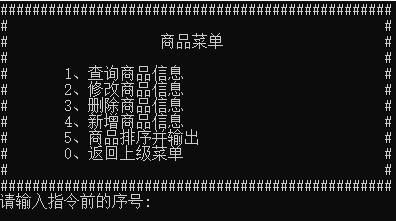 ################################################
#                                              #
#                   商品菜单                   #
#                                              #
#       1、查询商品信息                        #
#       2、修改商品信息                        #
#       3、删除商品信息                        #
#       4、新增商品信息                        #
#       5、商品排序并输出                      #
#       0、返回上级菜单                        #
#                                              #
################################################
请输入指令前的序号: